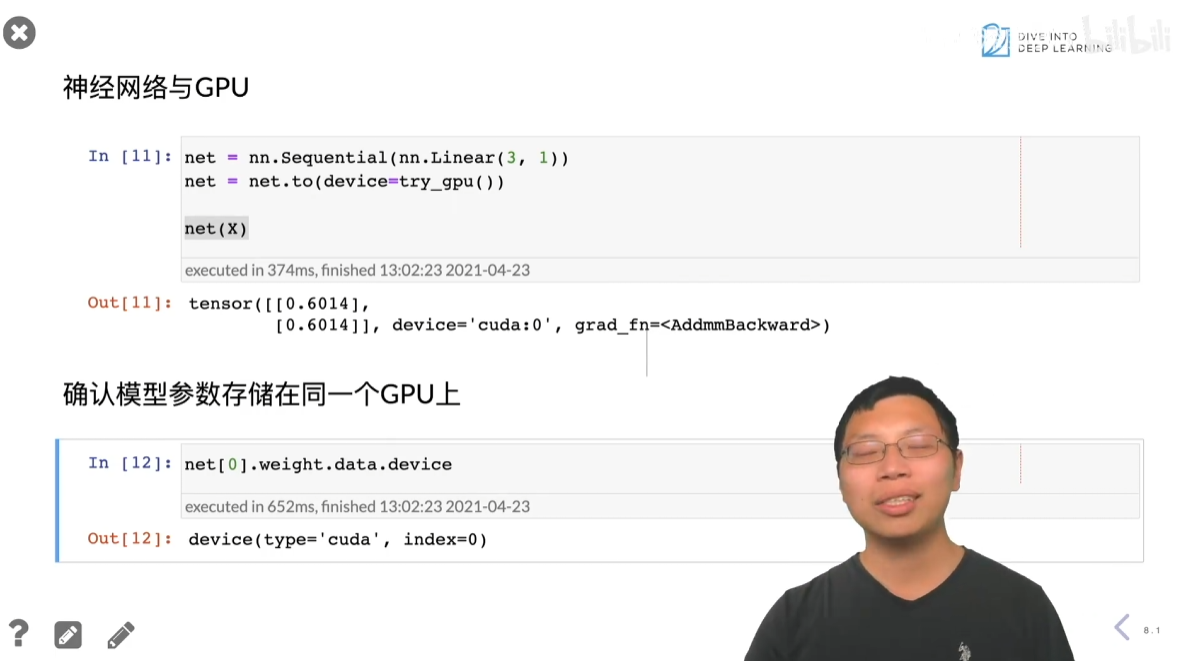 DIVE INTO
DEEP LEARNING
bilibili
神经网络与GPU
In [11]: net = nn.Sequential(nn.Linear(3, 1))
net = net.to(device=try_gpu())
net(X)
executed in 374ms, finished 13:02:23 2021-04-23
Out[11]: tensor([[0.6014],
[0.6014]], device='cuda:0', grad_fn=<AddmmBackward>)
确认模型参数存储在同一个GPU上
In [12]: net[0].weight.data.device
executed in 652ms, finished 13:02:23 2021-04-23
Out[12]: device(type='cuda', index=0)
?
8.1